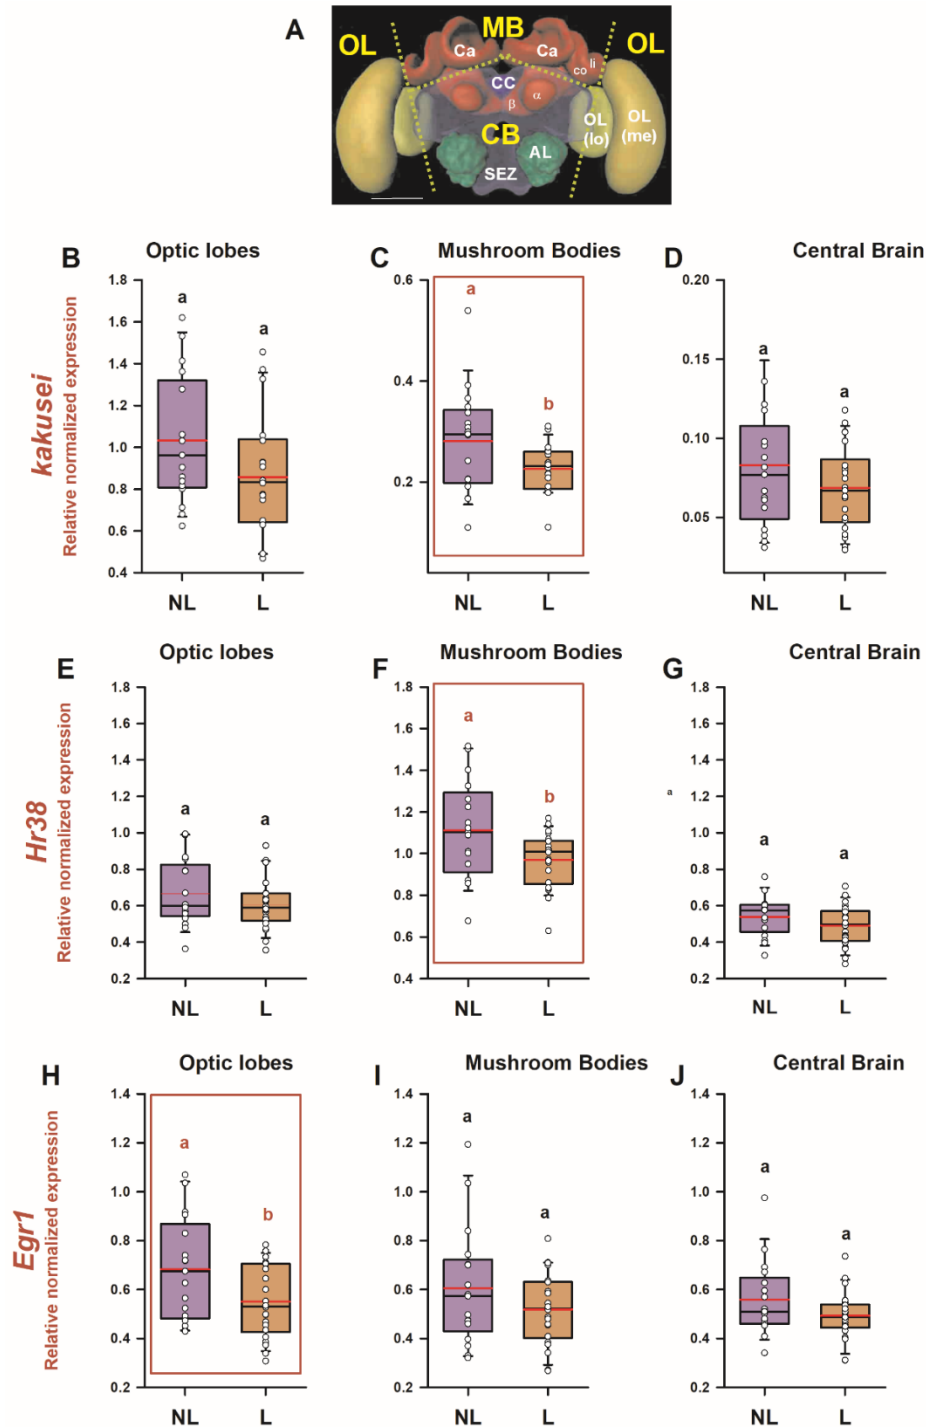 A
OL MB OL
Ca Ca
co li
CC
β α
OL (lo)
OL (me)
CB
AL
SEZ
kakusei
Relative normalized expression
B Optic lobes
1.8
1.6
1.4
1.2
1.0
0.8
0.6
0.4
a a
NL L
C Mushroom Bodies
0.6
0.4
0.2
a b
NL L
D Central Brain
0.20
0.15
0.10
0.05
a a
NL L
Hr38
Relative normalized expression
E Optic lobes
1.8
1.6
1.4
1.2
1.0
0.8
0.6
0.4
0.2
a a
NL L
F Mushroom Bodies
1.8
1.6
1.4
1.2
1.0
0.8
0.6
0.4
a b
NL L
G Central Brain
1.8
1.6
1.4
1.2
1.0
0.8
0.6
0.4
0.2
a
a a
NL L
Egr1
Relative normalized expression
H Optic lobes
1.4
1.2
1.0
0.8
0.6
0.4
0.2
a b
NL L
I Mushroom Bodies
1.4
1.2
1.0
0.8
0.6
0.4
0.2
a a
NL L
J Central Brain
1.4
1.2
1.0
0.8
0.6
0.4
0.2
a a
NL L